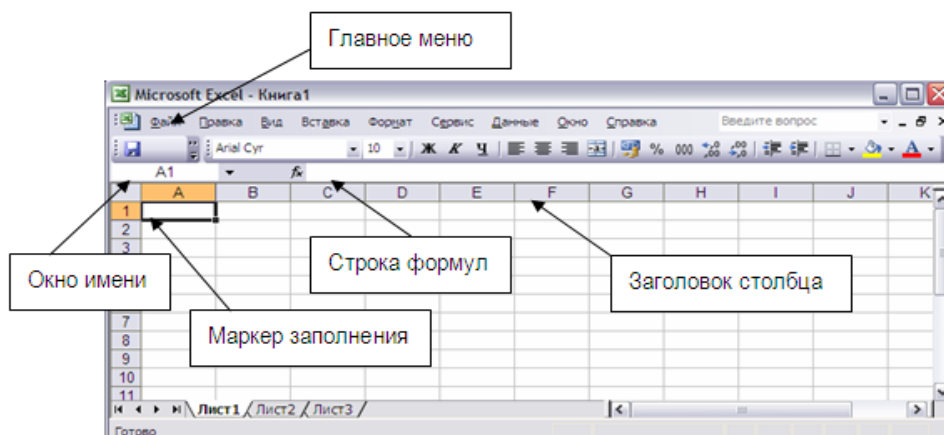 Главное меню
Microsoft Excel - Книга1
Файл Правка Вид Вставка Формат Сервис Данные Окно Справка Введите вопрос
Arial Cyr 10 Ж К Ч % 000
A1 fx
A B C D E F G H I J K
1
2
3
Окно имени
Строка формул
Заголовок столбца
7
Маркер заполнения
8
9
10
11
Лист1 Лист2 Лист3
Готово